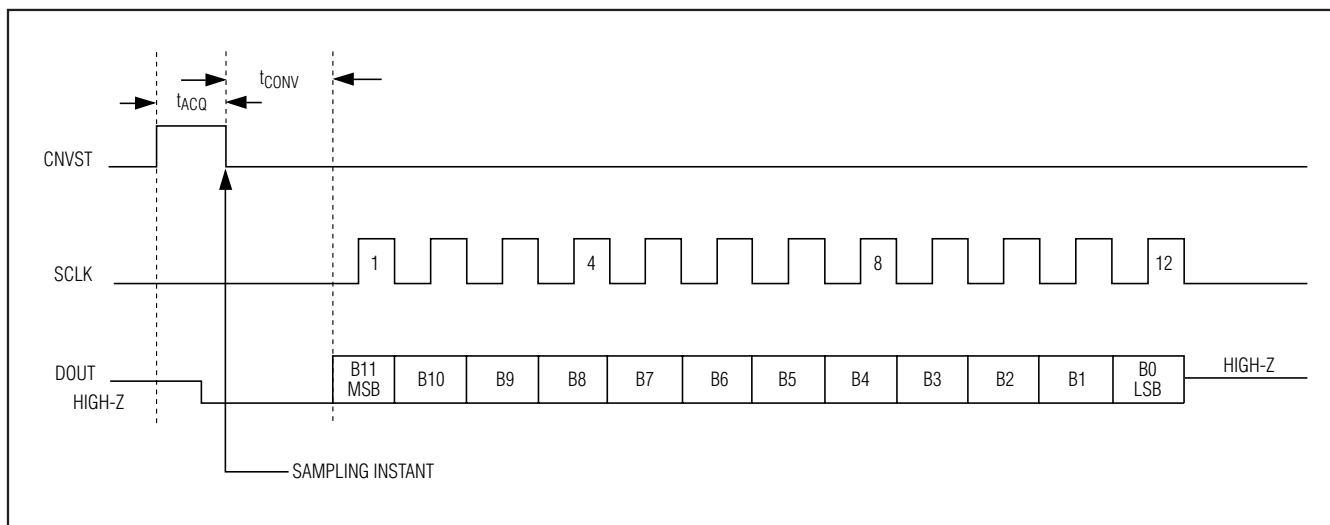 tCONV
tACQ
CNVST
SCLK
1
4
8
12
DOUT
HIGH-Z
B11
MSB
B10
B9
B8
B7
B6
B5
B4
B3
B2
B1
B0
LSB
HIGH-Z
SAMPLING INSTANT